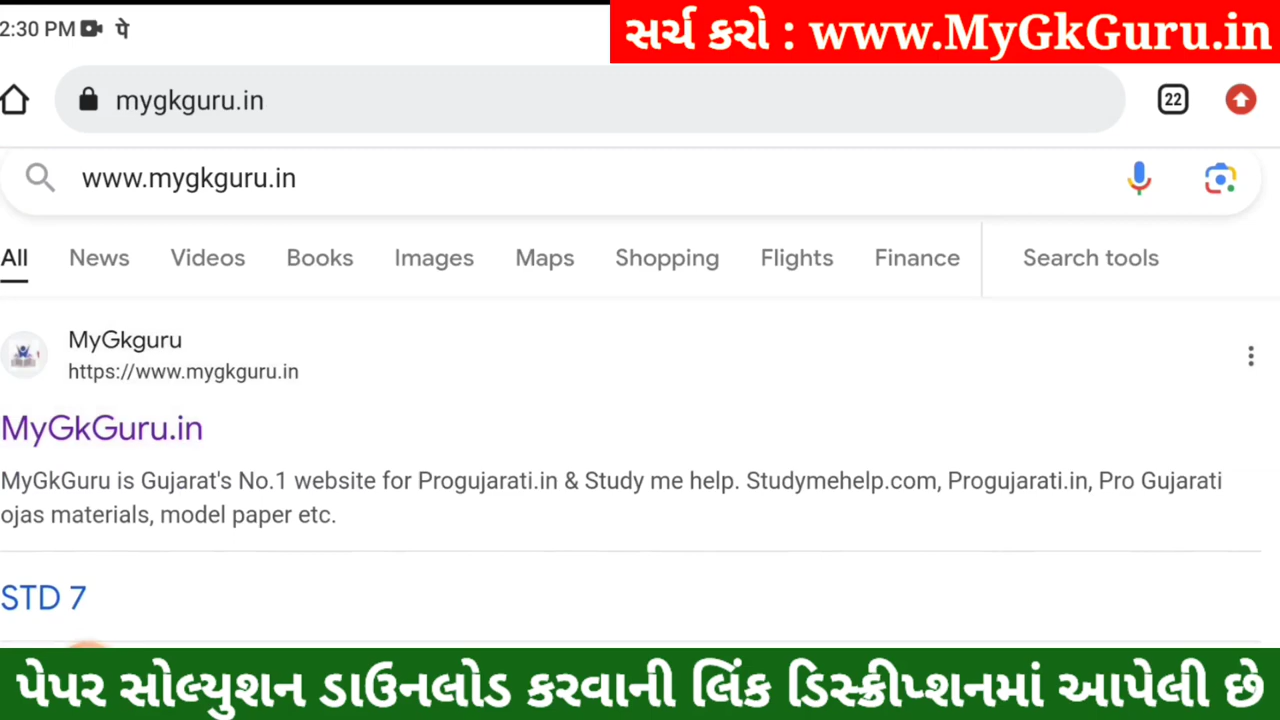 2:30 PM पे
સર્ચ કરો : www.MyGkGuru.in
mygkguru.in
22
www.mygkguru.in
All News Videos Books Images Maps Shopping Flights Finance Search tools
MyGkguru
https://www.mygkguru.in
MyGkGuru.in
MyGkGuru is Gujarat's No.1 website for Progujarati.in & Study me help. Studymehelp.com, Progujarati.in, Pro Gujarati
ojas materials, model paper etc.
STD 7
પેપર સોલ્યુશન ડાઉનલોડ કરવાની લિંક ડિસ્ક્રીપ્શનમાં આપેલી છે